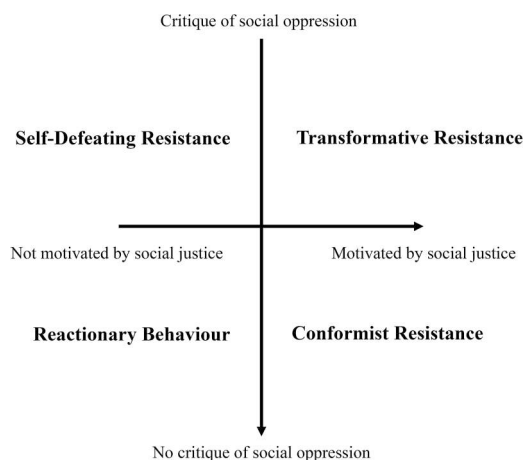 Critique of social oppression
Self-Defeating Resistance
Transformative Resistance
Not motivated by social justice
Motivated by social justice
Reactionary Behaviour
Conformist Resistance
No critique of social oppression